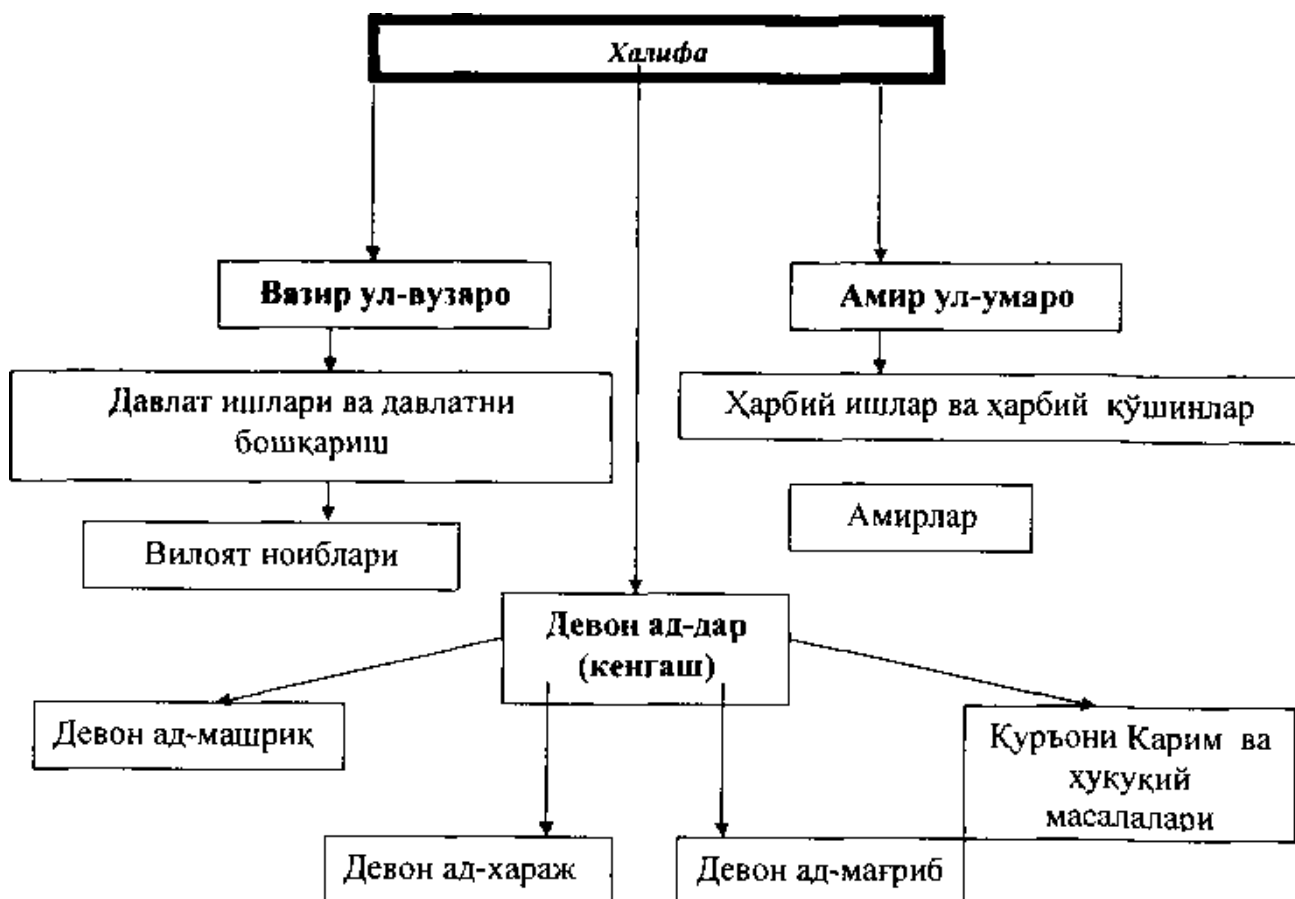 Халифа
Вазир ул-вузаро
Амир ул-умаро
Давлат ишлари ва давлатни
бошқариш
Ҳарбий ишлар ва ҳарбий қўшинлар
Амирлар
Вилоят ноиблари
Девон ад-дар
(кенгаш)
Девон ад-машриқ
Қуръони Карим ва
ҳуқуқий
масалалари
Девон ад-хараж
Девон ад-мағриб